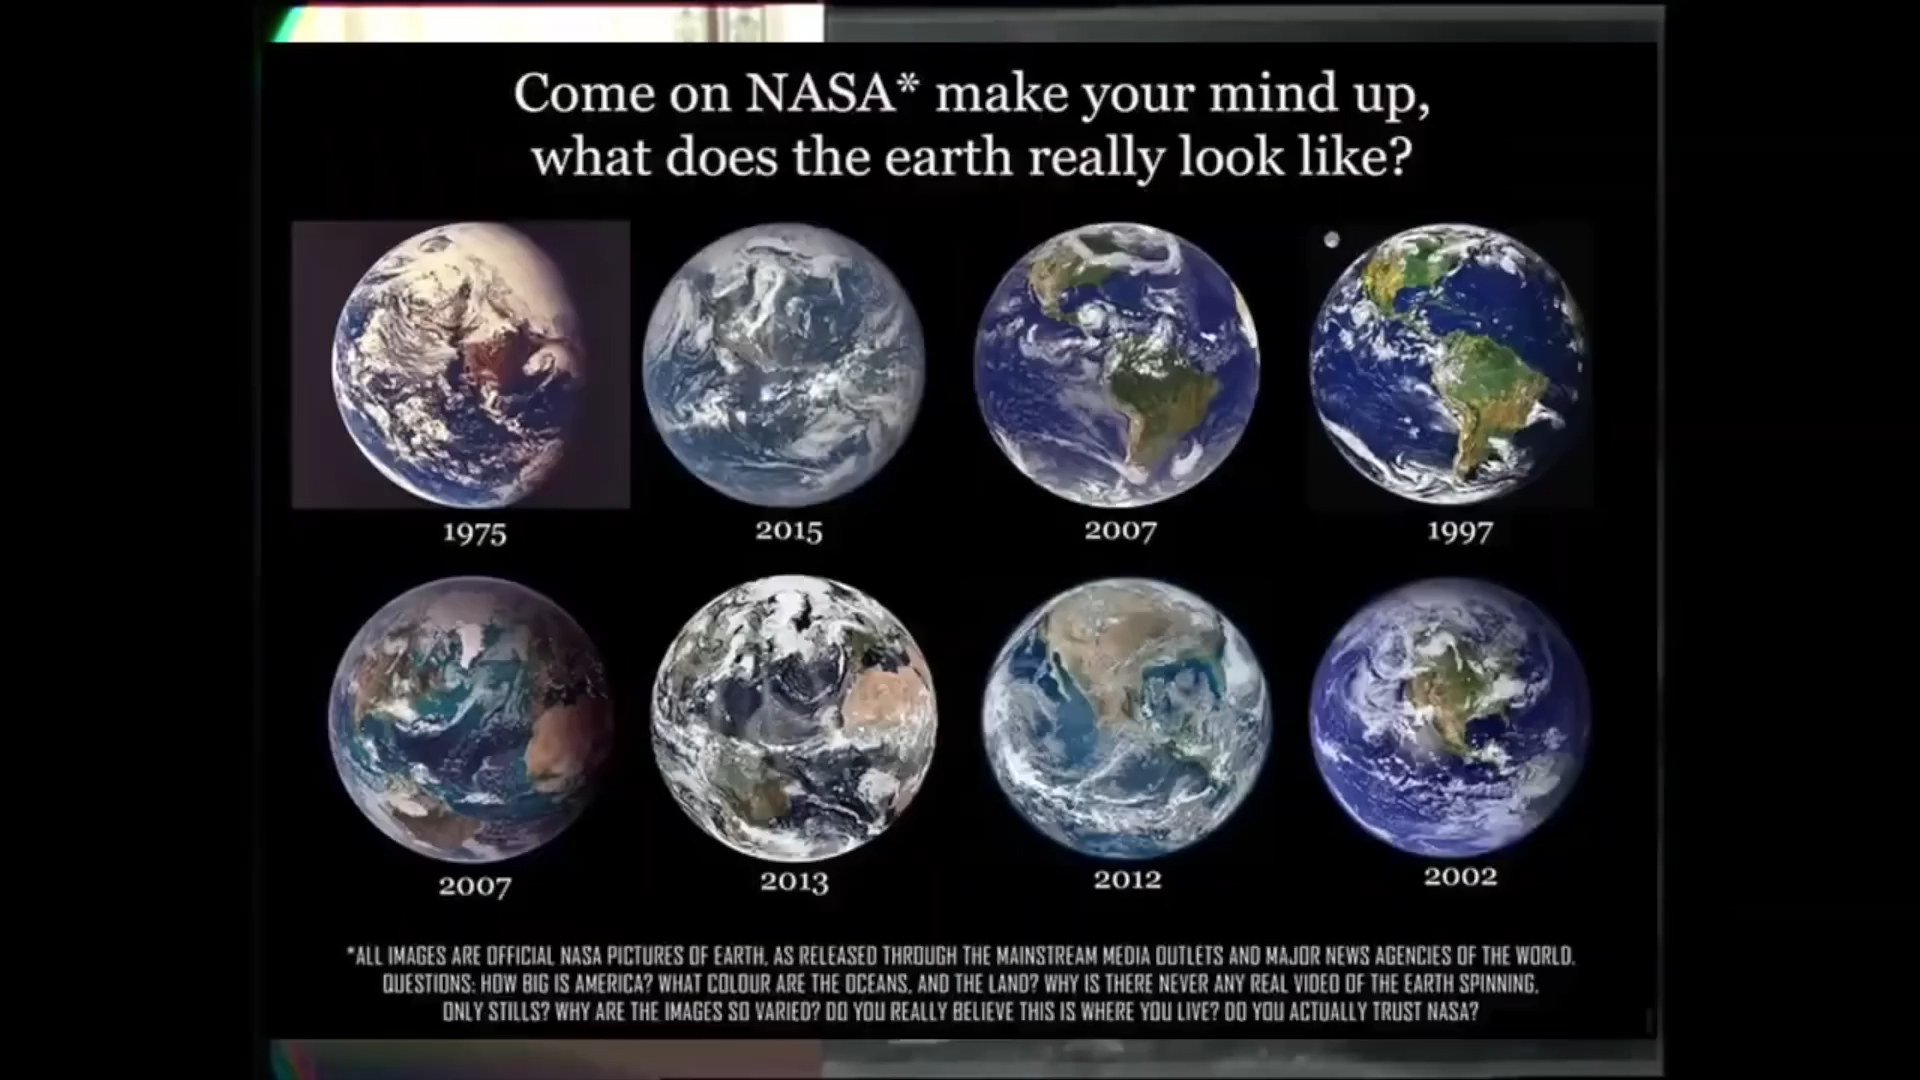 Come on NASA* make your mind up,
what does the earth really look like?
1975
2015
2007
1997
2007
2013
2012
2002
*ALL IMAGES ARE OFFICIAL NASA PICTURES OF EARTH, AS RELEASED THROUGH THE MAINSTREAM MEDIA OUTLETS AND MAJOR NEWS AGENCIES OF THE WORLD.
QUESTIONS: HOW BIG IS AMERICA? WHAT COLOUR ARE THE OCEANS, AND THE LAND? WHY IS THERE NEVER ANY REAL VIDEO OF THE EARTH SPINNING,
ONLY STILLS? WHY ARE THE IMAGES SO VARIED? DO YOU REALLY BELIEVE THIS IS WHERE YOU LIVE? DO YOU ACTUALLY TRUST NASA?